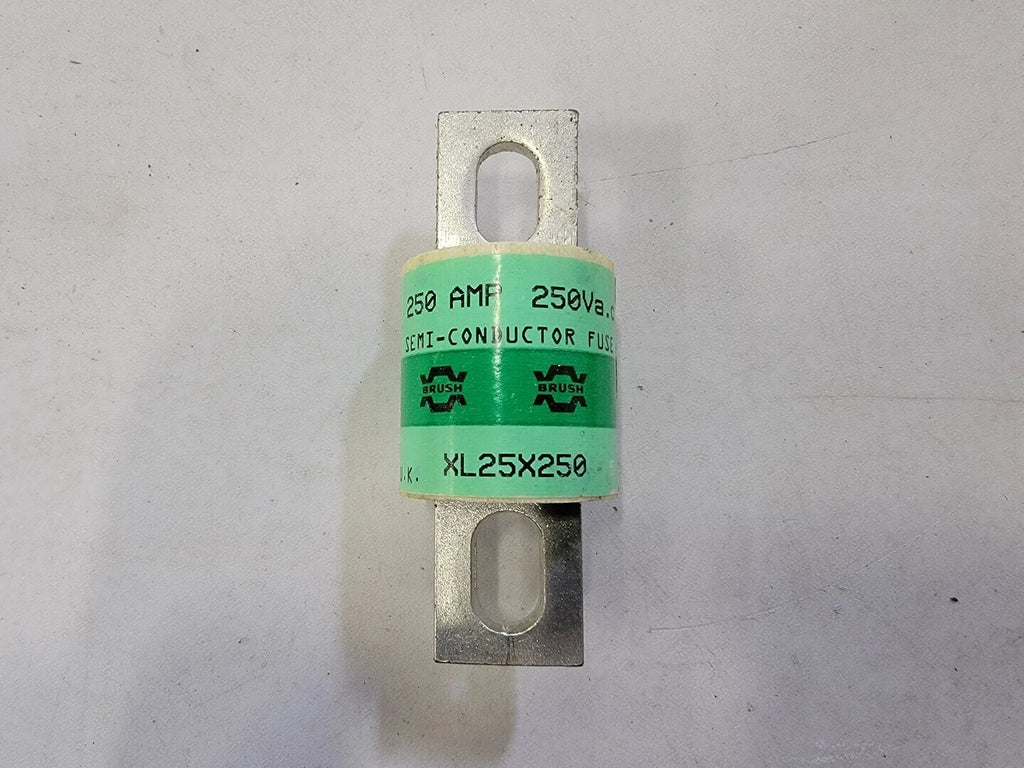 250 AMP 250Va.c
SEMI-CONDUCTOR FUSE
BRUSH BRUSH
U.K. XL25X250